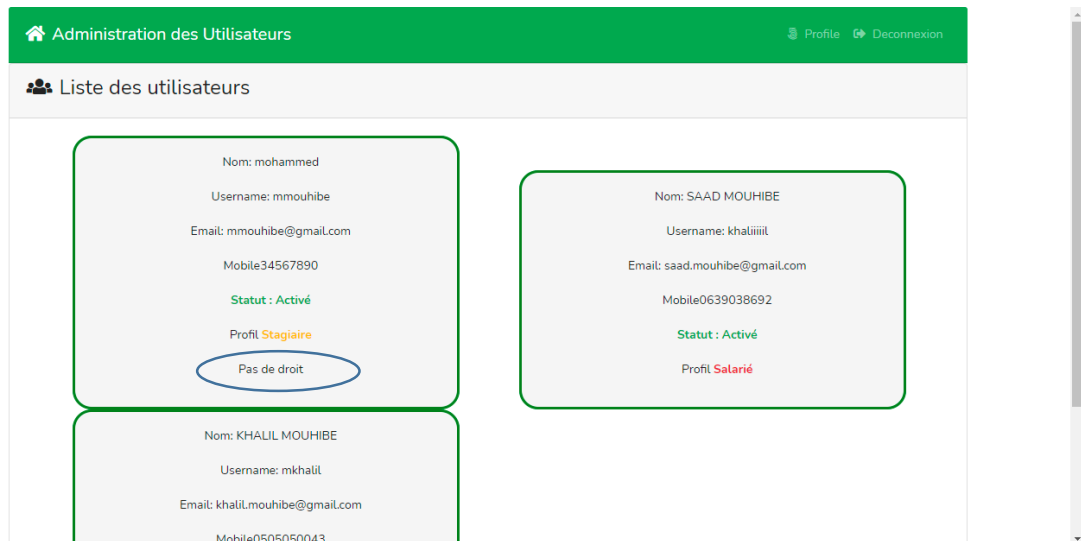 Administration des Utilisateurs
Profile Deconnexion
Liste des utilisateurs
Nom: mohammed
Username: mmouhibe
Email: mmouhibe@gmail.com
Mobile34567890
Statut : Activé
Profil Stagiaire
Pas de droit
Nom: SAAD MOUHIBE
Username: khaliiiiil
Email: saad.mouhibe@gmail.com
Mobile0639038692
Statut : Activé
Profil Salarié
Nom: KHALIL MOUHIBE
Username: mkhalil
Email: khalil.mouhibe@gmail.com
Mobile0505050043